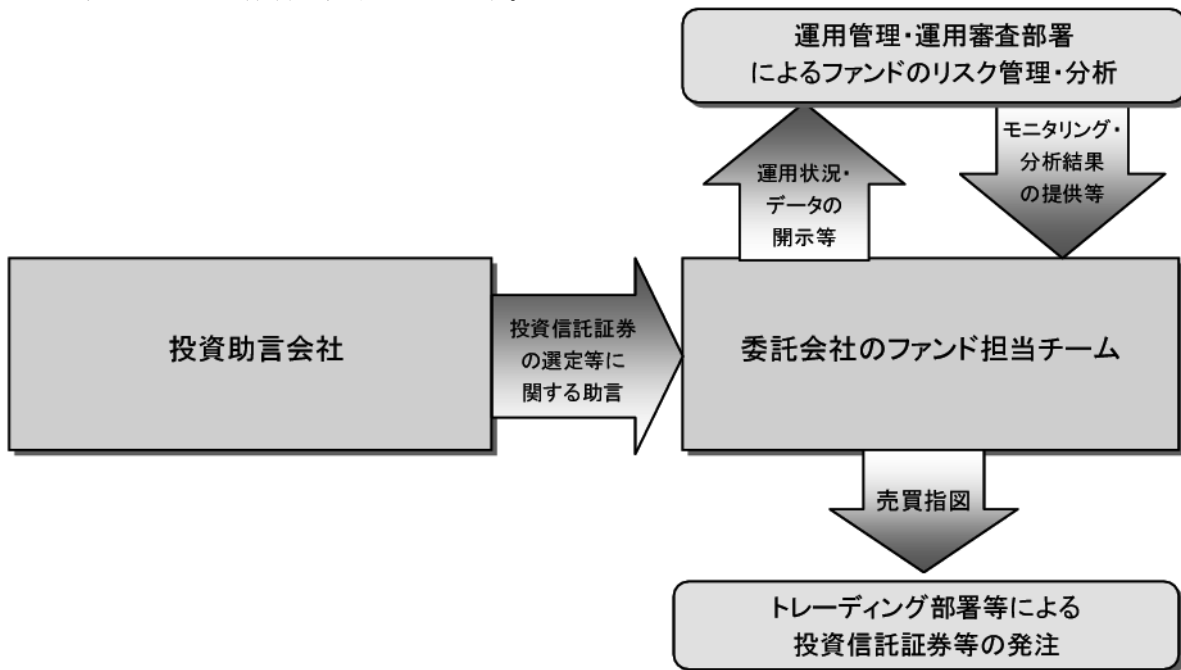 運用管理・運用審査部署
によるファンドのリスク管理・分析
運用状況・
データの
開示等
モニタリング・
分析結果
の提供等
投資助言会社
投資信託証券
の選定等に
関する助言
委託会社のファンド担当チーム
売買指図
トレーディング部署等による
投資信託証券等の発注